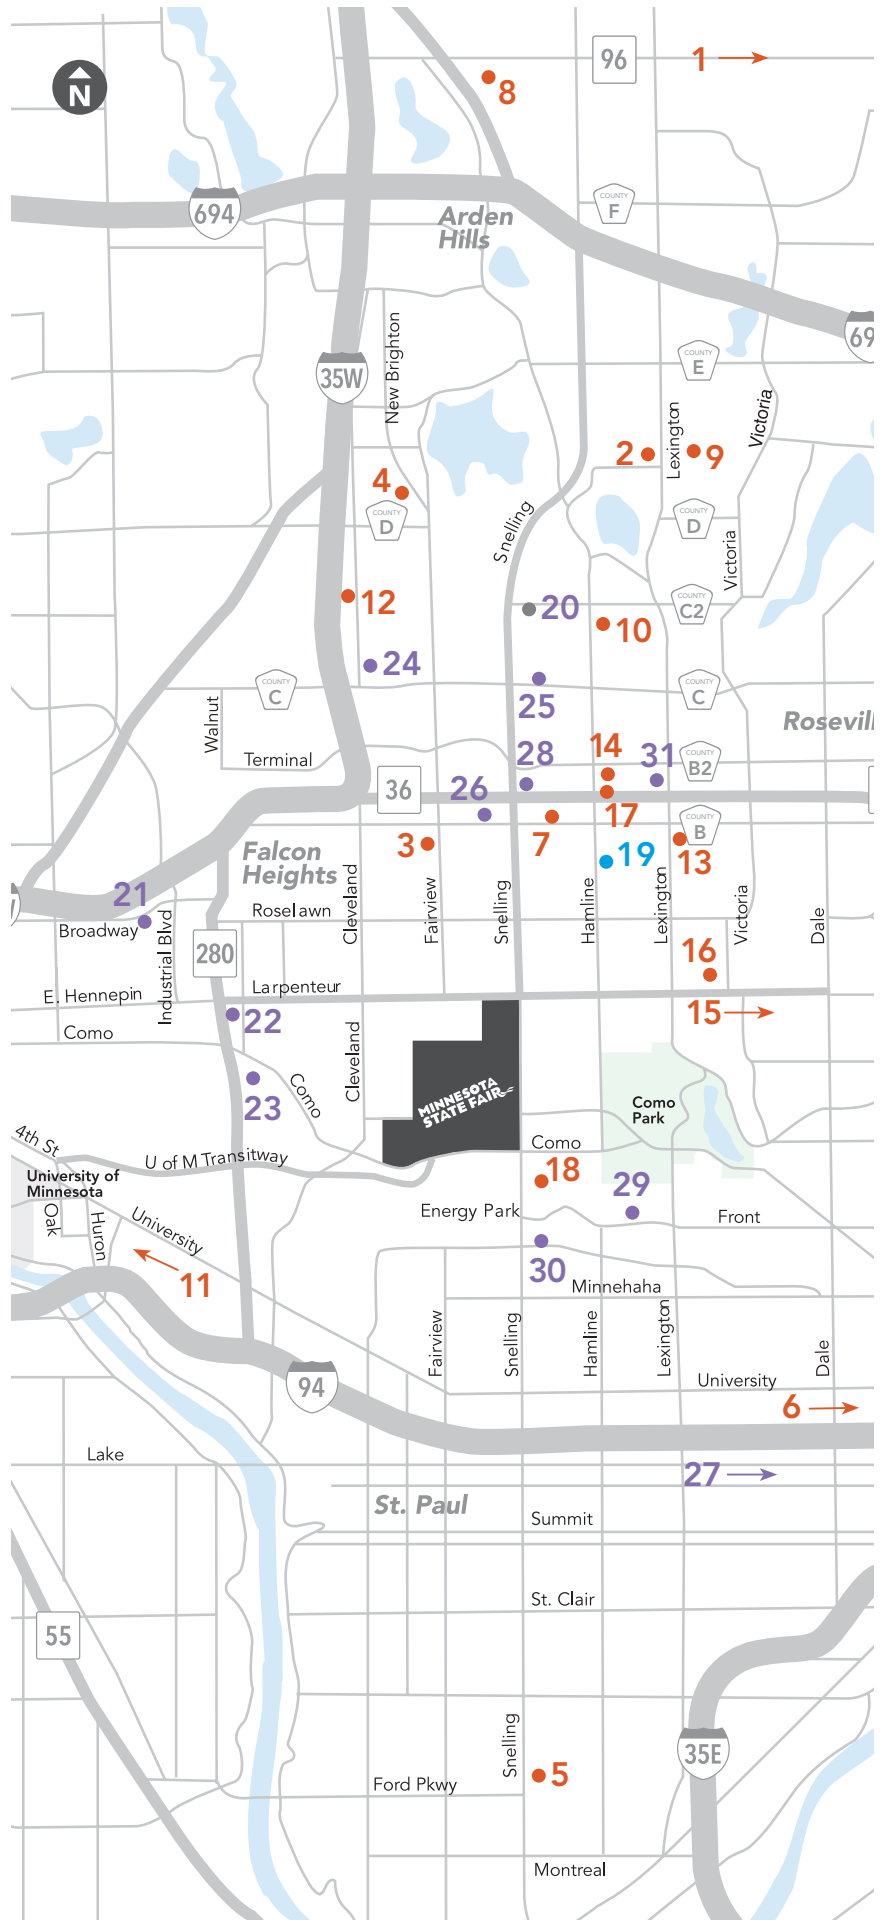 96
1
8
N
694
COUNTY
F
Arden
Hills
69
COUNTY
E
35W
New Brighton
Victoria
Lexington
2
9
4
COUNTY
D
COUNTY
D
Snelling
Victoria
12
20
COUNTY
C2
10
24
COUNTY
C
25
COUNTY
C
Walnut
Rosevill
Terminal
28
14
31
COUNTY
B2
36
26
17
COUNTY
B
3
7
13
19
Falcon
Heights
Cleveland
Fairview
Snelling
Hamline
Lexington
Victoria
Dale
21
Roselawn
Broadway
Industrial Blvd
280
16
E. Hennepin
Larpenteur
15
Como
22
Cleveland
MINNESOTA
STATE FAIR
23
Como
Como
Park
4th St
Como
U of M Transitway
18
University of
Minnesota
29
Oak
Huron
University
Energy Park
Front
30
11
Minnehaha
Fairview
Snelling
Hamline
Lexington
Dale
94
University
6
Lake
27
St. Paul
Summit
St. Clair
55
Snelling
35E
5
Ford Pkwy
Montreal